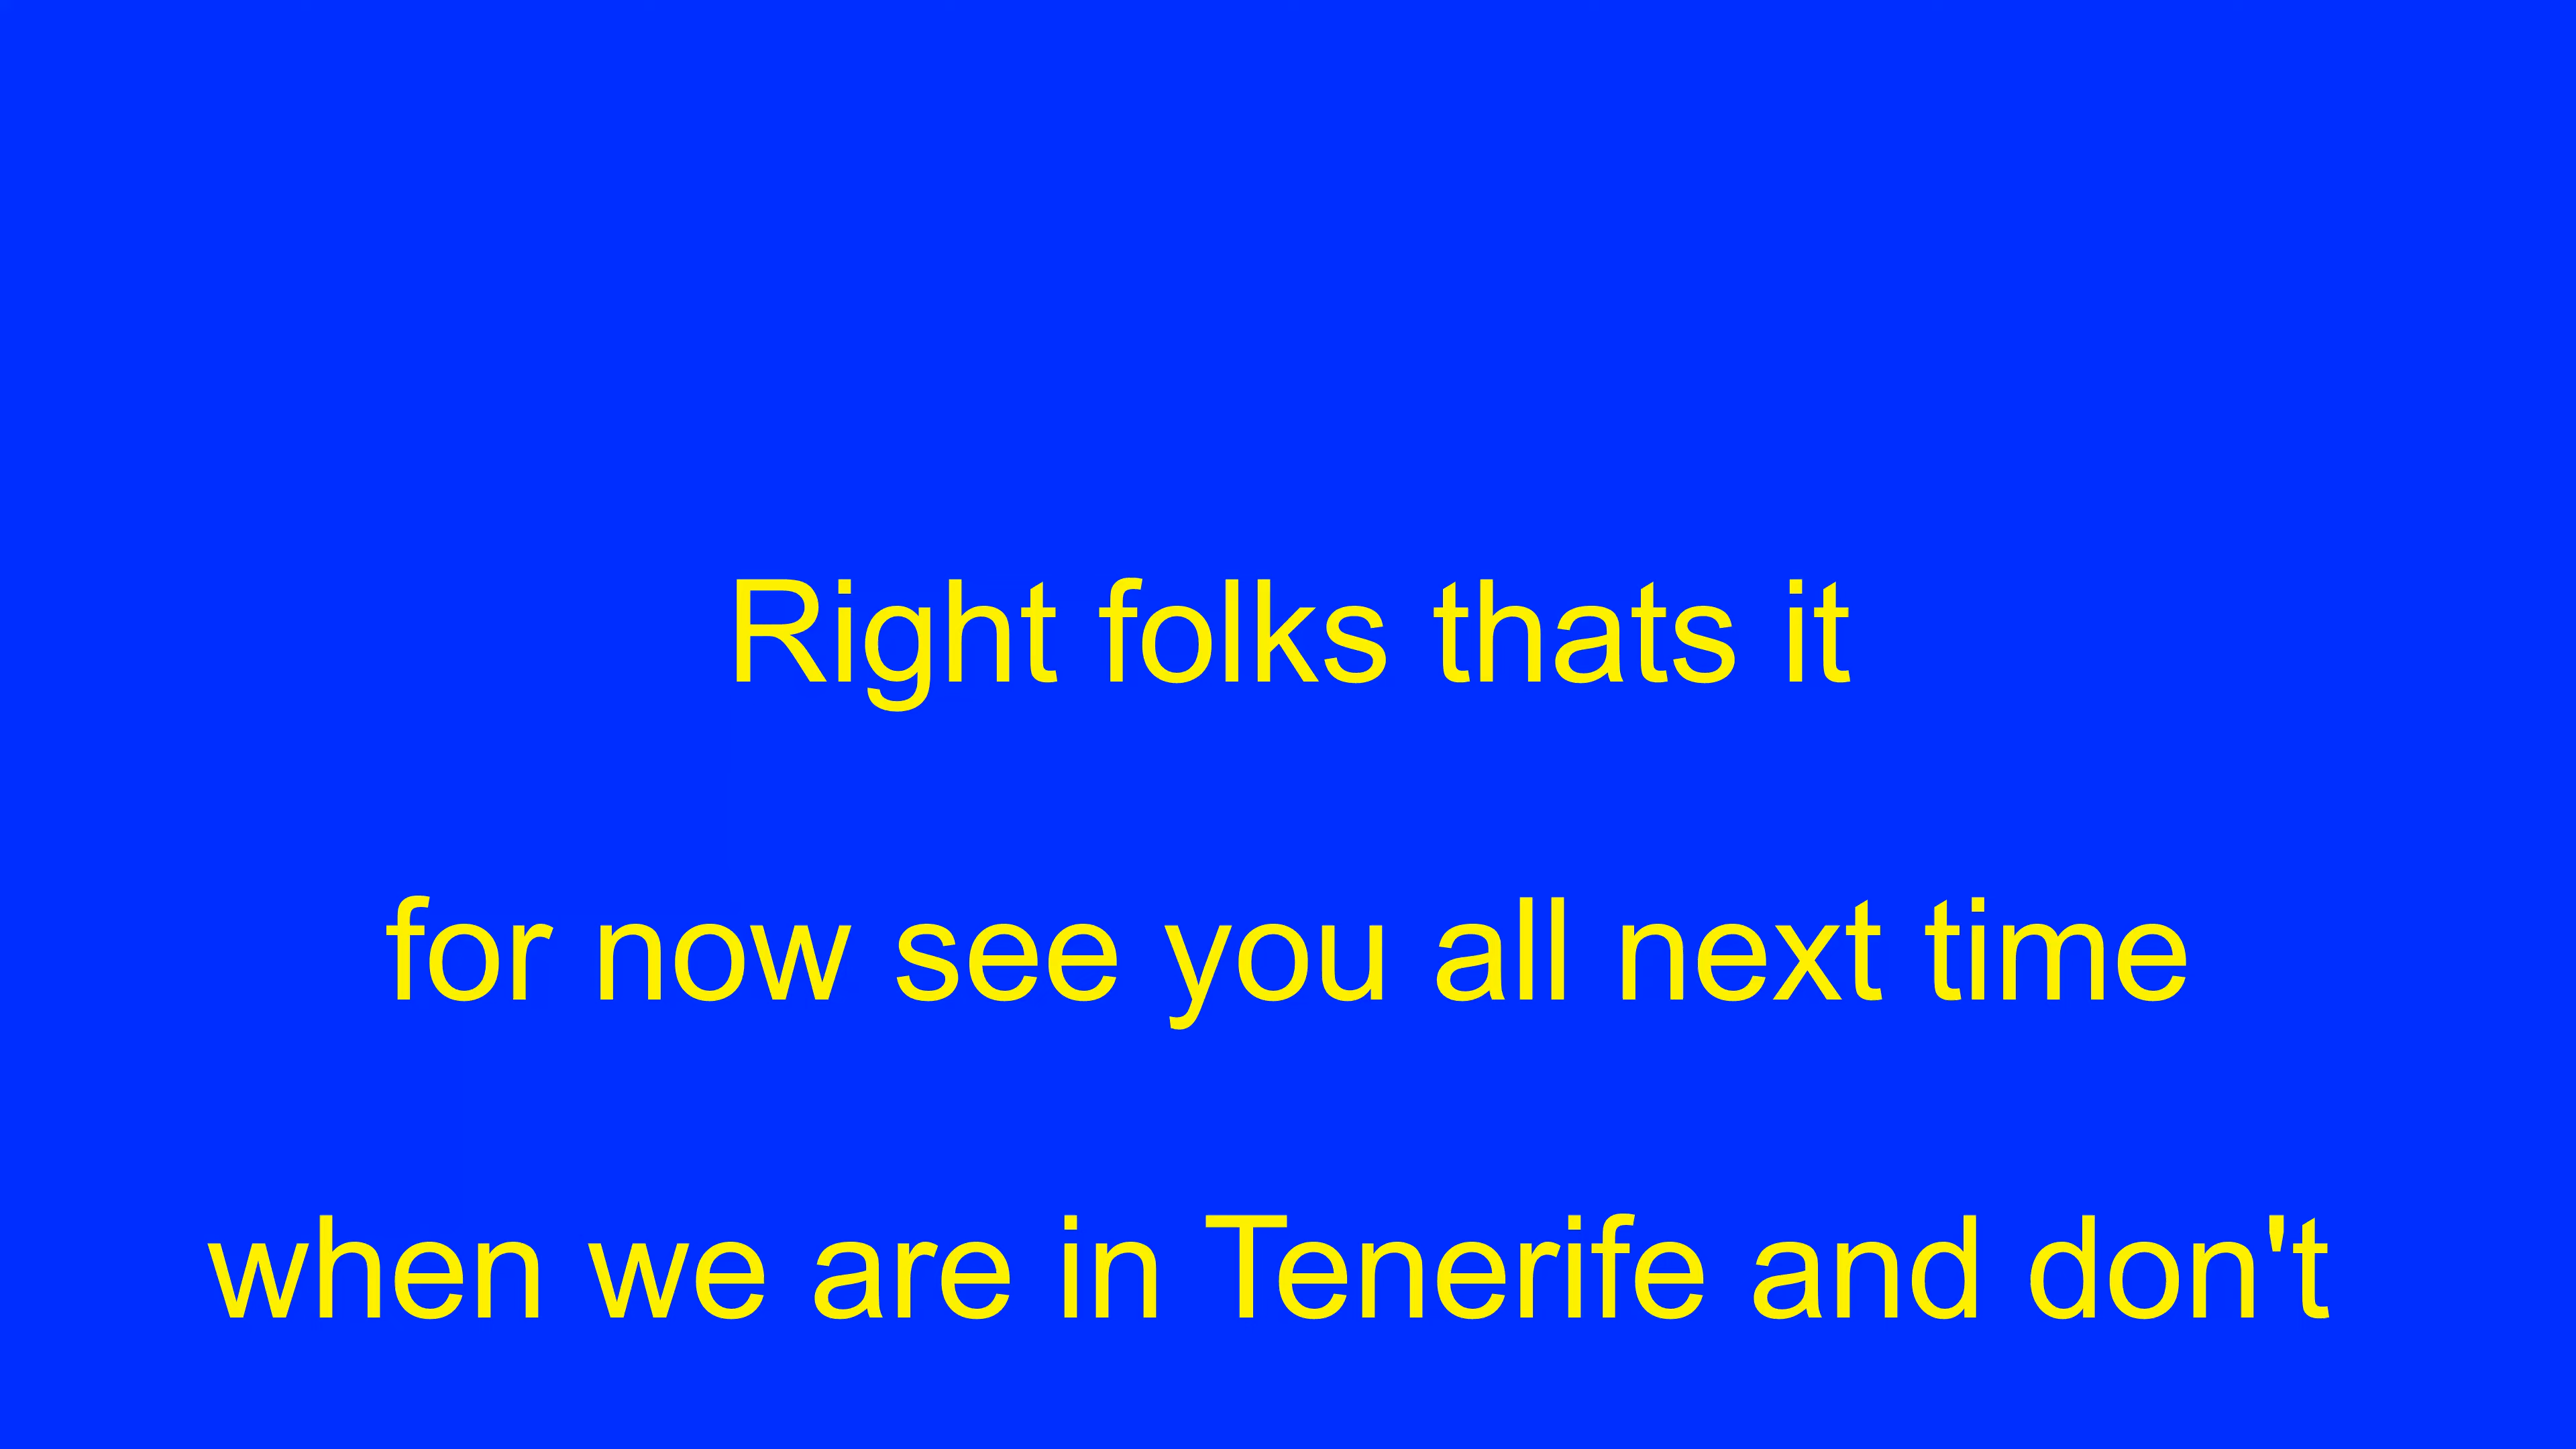 Right folks thats it
for now see you all next time
when we are in Tenerife and don't